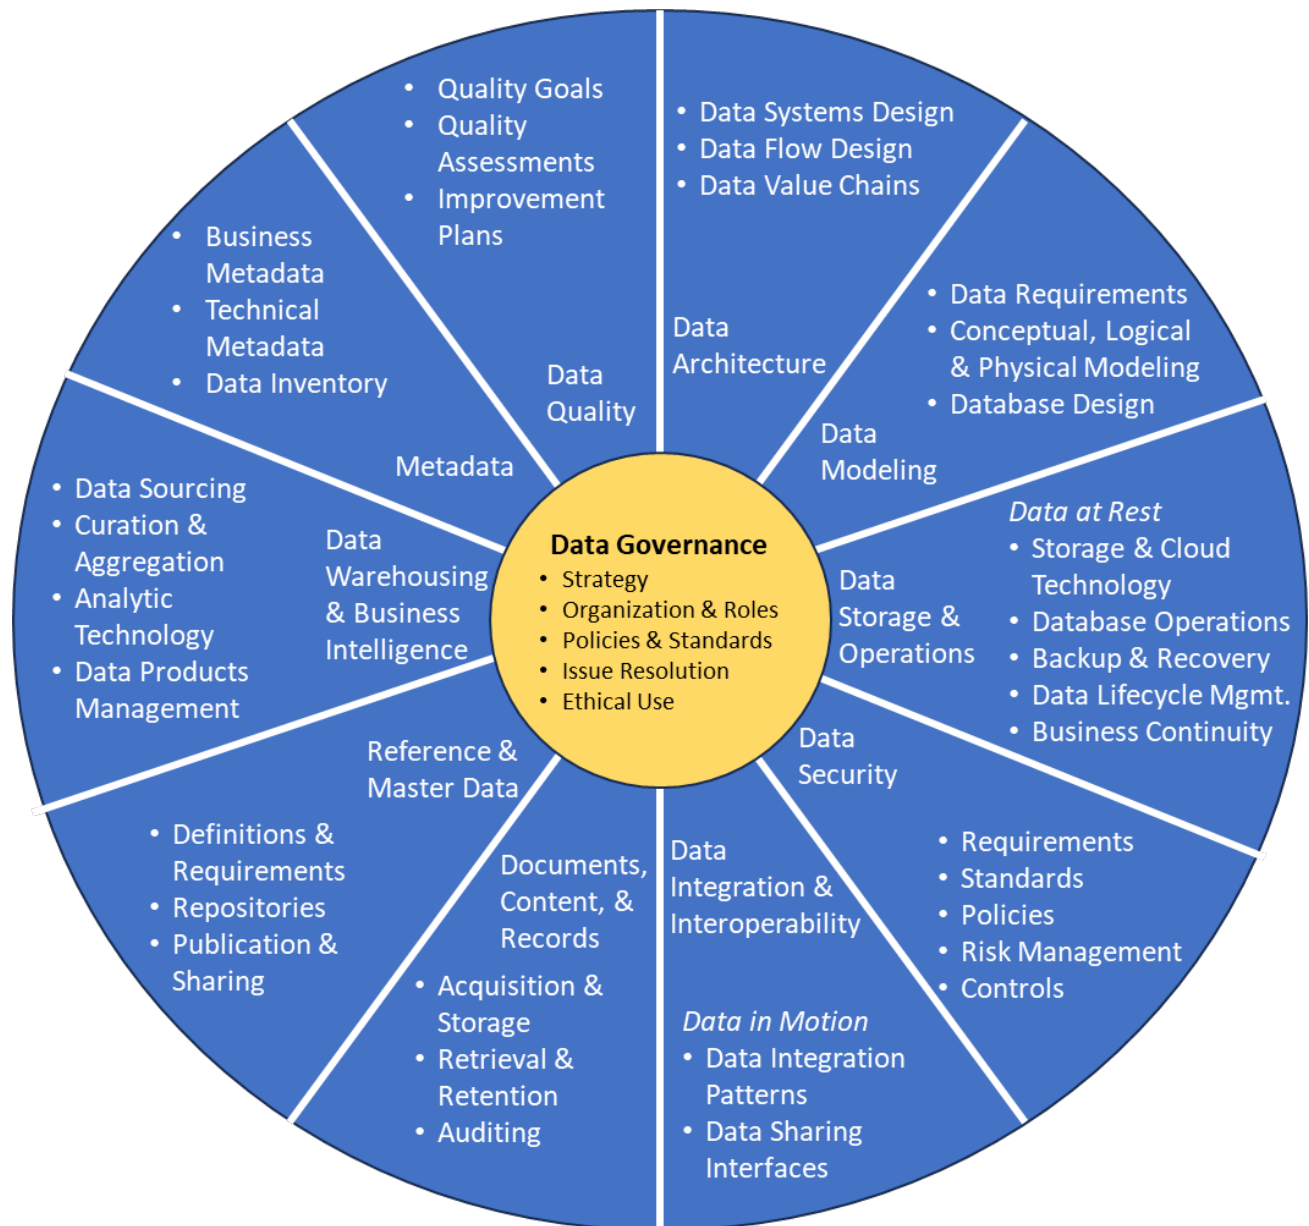 • Quality Goals
• Quality
Assessments
• Improvement
Plans
Data
Quality
• Data Systems Design
• Data Flow Design
• Data Value Chains
Data
Architecture
• Data Requirements
• Conceptual, Logical
& Physical Modeling
• Database Design
Data
Modeling
Data at Rest
• Storage & Cloud
Technology
• Database Operations
• Backup & Recovery
• Data Lifecycle Mgmt.
• Business Continuity
Data
Storage &
Operations
Data
Security
• Requirements
• Standards
• Policies
• Risk Management
• Controls
Data
Integration &
Interoperability
Data in Motion
• Data Integration
Patterns
• Data Sharing
Interfaces
Documents,
Content, &
Records
• Acquisition &
Storage
• Retrieval &
Retention
• Auditing
Reference &
Master Data
• Definitions &
Requirements
• Repositories
• Publication &
Sharing
Data
Warehousing
& Business
Intelligence
• Data Sourcing
• Curation &
Aggregation
• Analytic
Technology
• Data Products
Management
• Business
Metadata
• Technical
Metadata
• Data Inventory
Metadata
Data Governance
• Strategy
• Organization & Roles
• Policies & Standards
• Issue Resolution
• Ethical Use